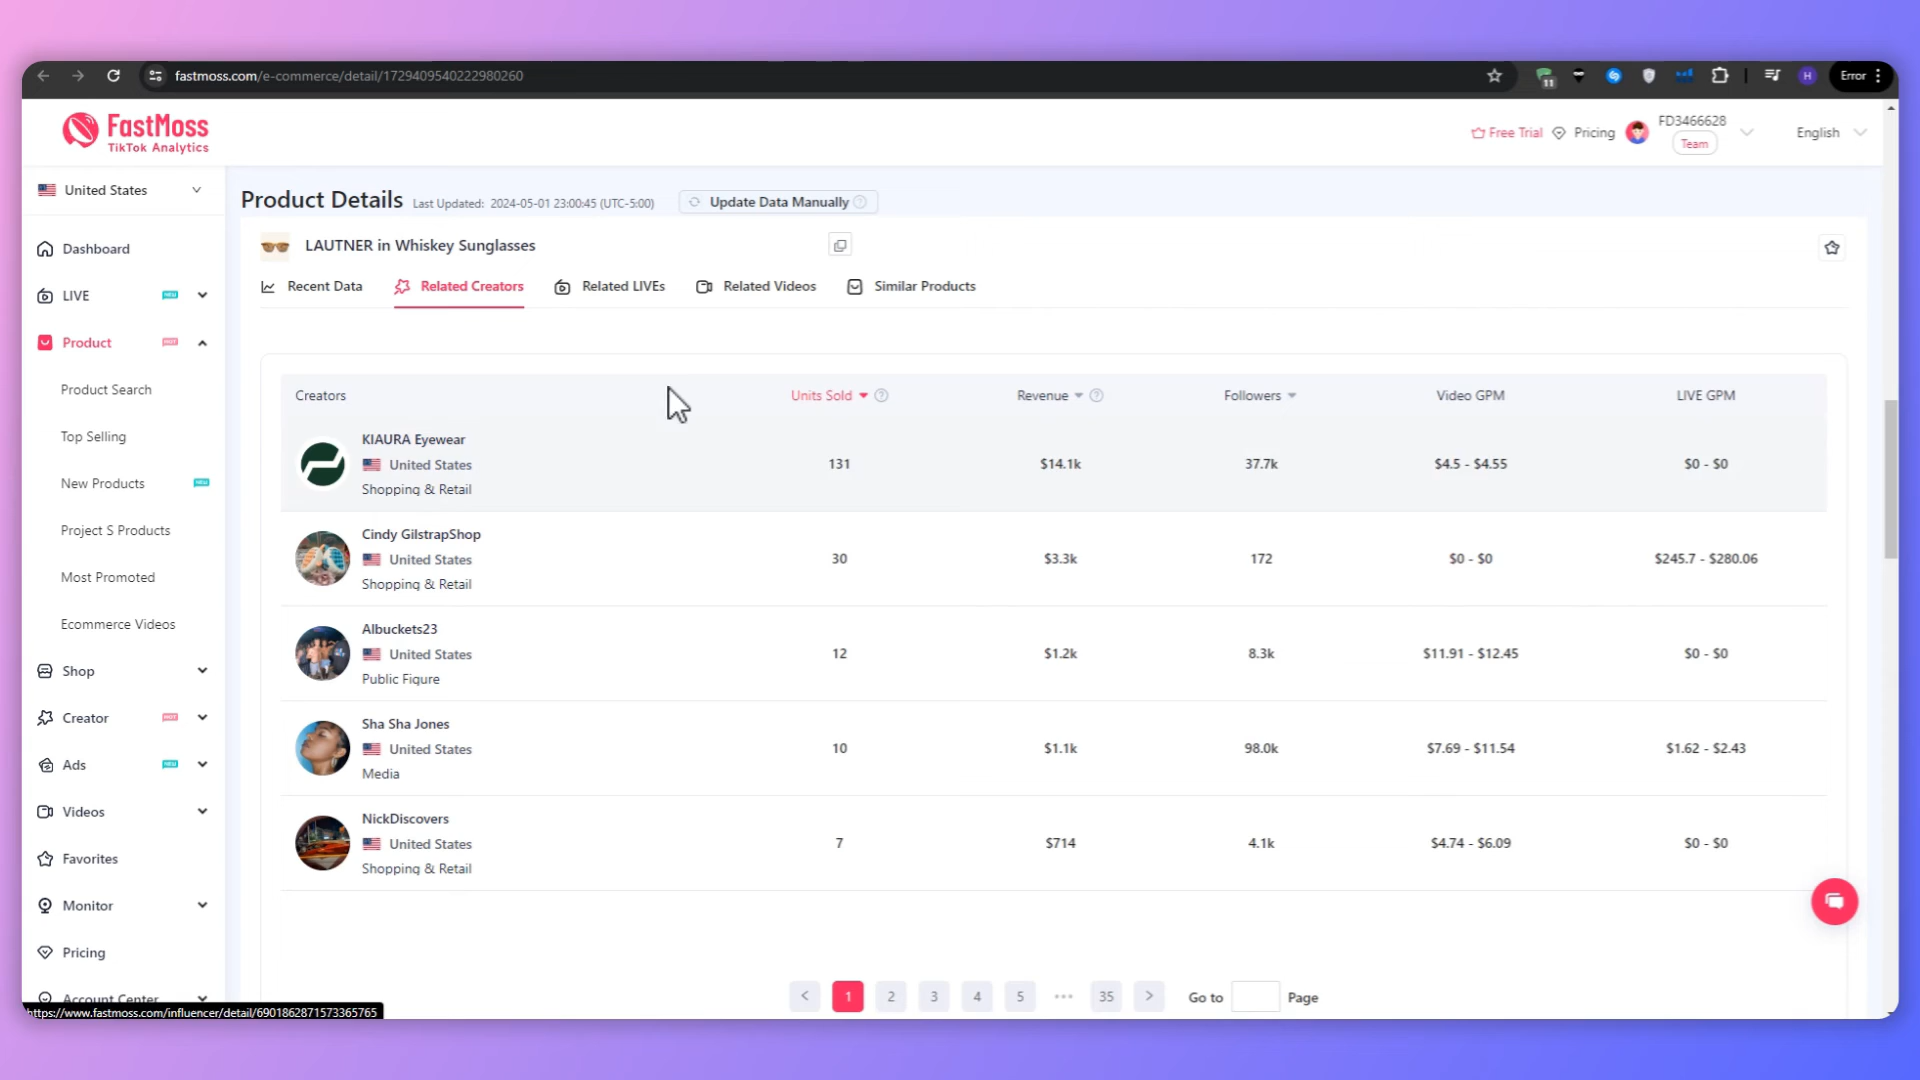 fastmoss.com/e-commerce/detail/1729409540222980260
11
H
Error
FastMoss
TikTok Analytics
Free Trial
Pricing
FD3466628
Team
English
United States
Dashboard
LIVE
NEW
Product
HOT
Product Search
Top Selling
New Products
NEW
Project S Products
Most Promoted
Ecommerce Videos
Shop
Creator
HOT
Ads
NEW
Videos
Favorites
Monitor
Pricing
Account Center
https://www.fastmoss.com/influencer/detail/6901862871573365765
Product Details
Last Updated: 2024-05-01 23:00:45 (UTC-5:00)
Update Data Manually
LAUTNER in Whiskey Sunglasses
Recent Data
Related Creators
Related LIVEs
Related Videos
Similar Products
Creators
Units Sold
Revenue
Followers
Video GPM
LIVE GPM
KIAURA Eyewear
United States
Shopping & Retail
131
$14.1k
37.7k
$4.5 - $4.55
$0 - $0
Cindy GilstrapShop
United States
Shopping & Retail
30
$3.3k
172
$0 - $0
$245.7 - $280.06
Albuckets23
United States
Public Figure
12
$1.2k
8.3k
$11.91 - $12.45
$0 - $0
Sha Sha Jones
United States
Media
10
$1.1k
98.0k
$7.69 - $11.54
$1.62 - $2.43
NickDiscovers
United States
Shopping & Retail
7
$714
4.1k
$4.74 - $6.09
$0 - $0
1
2
3
4
5
•••
35
Go to
Page